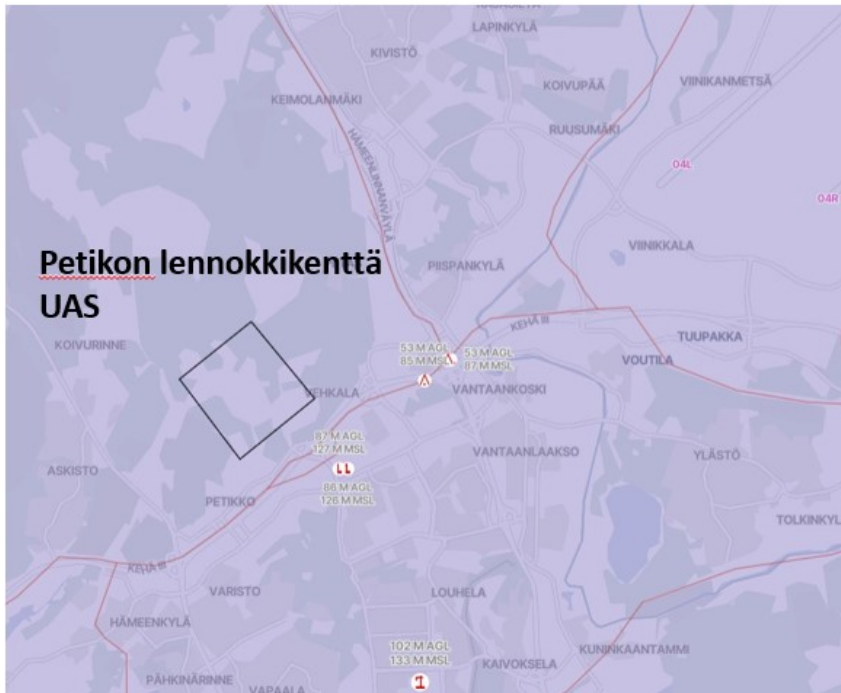 LAPINKYLÄ
KIVISTÖ
VIINIKANMETSÄ
KOIVUPÄÄ
KEIMOLANMÄKI
RUUSUMÄKI
HÄMEENLINNANVÄYLÄ
04L
04R
VIINIKKALA
Petikon lennokkikenttä
UAS
PIISPANKYLÄ
KEHÄ III
TUUPAKKA
KOIVURINNE
53 M AGL
85 M MSL
53 M AGL
87 M MSL
VOUTILA
VEHKALA
VANTAANKOSKI
87 M AGL
127 M MSL
VANTAANLAAKSO
YLÄSTÖ
ASKISTO
86 M AGL
126 M MSL
PETIKKO
TOLKINKYL
KEHÄ III
VARISTO
LOUHELA
HÄMEENKYLÄ
102 M AGL
133 M MSL
KUNINKAANTAMMI
KAIVOKSELA
PÄHKINÄRINNE
VAPAALA